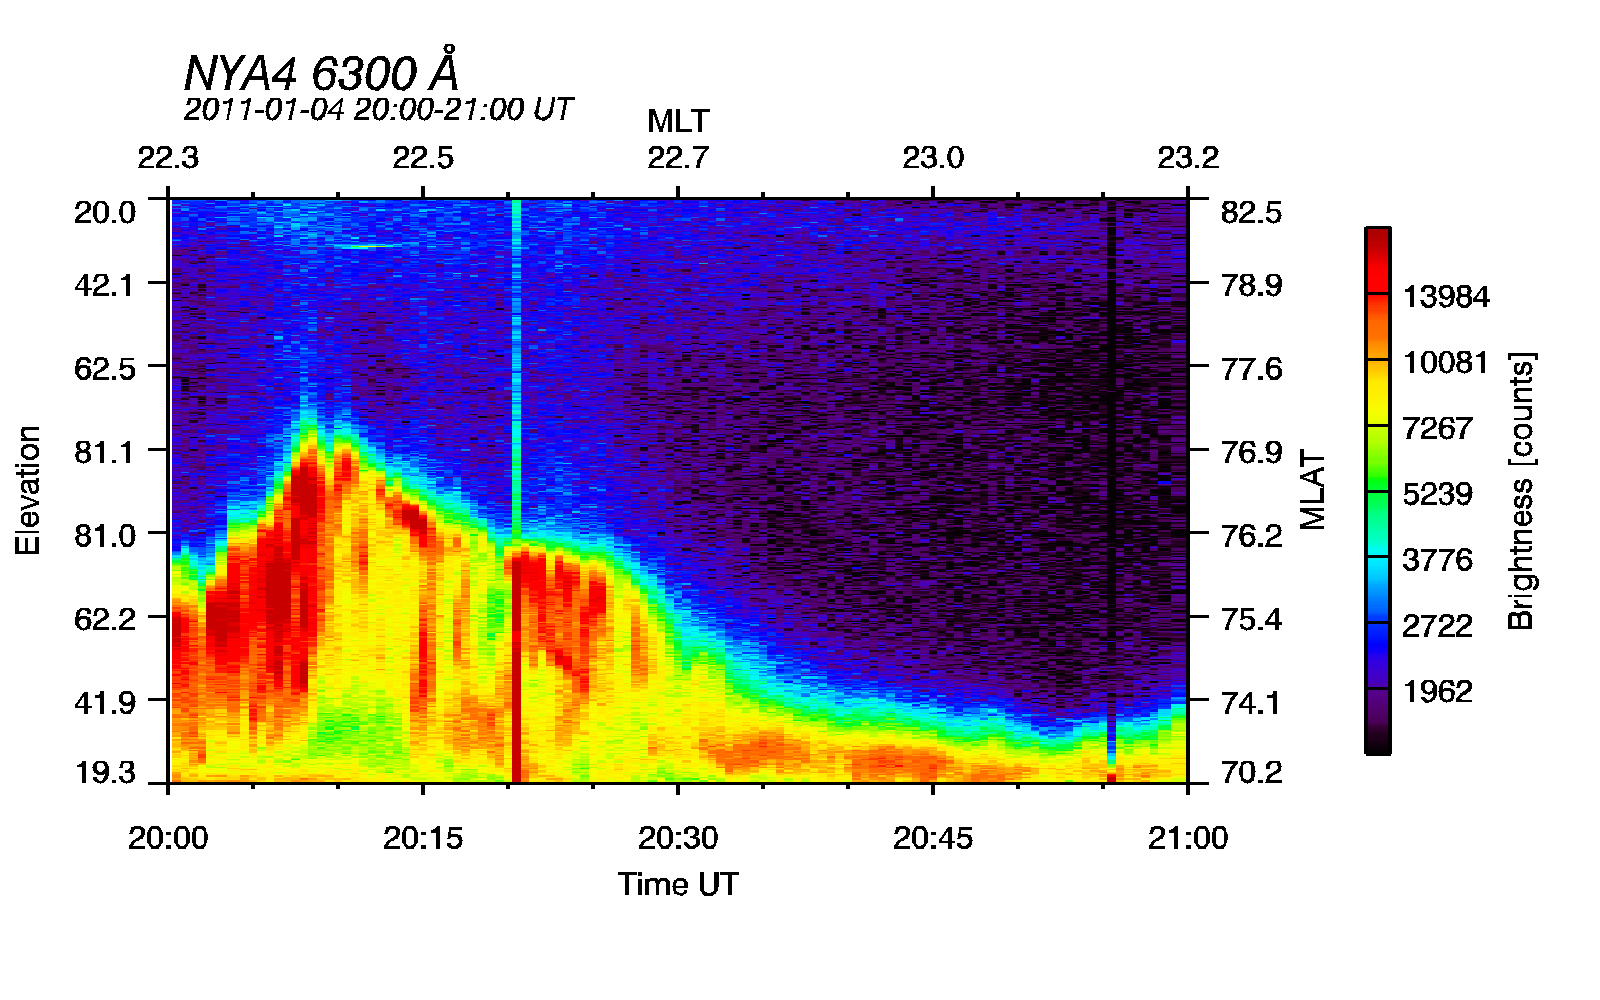 NYA4 6300 Å
2011-01-04 20:00-21:00 UT
MLT
22.3 22.5 22.7 23.0 23.2
20.0
42.1
62.5
81.1
81.0
62.2
41.9
19.3
Elevation
82.5
78.9
77.6
76.9
76.2
75.4
74.1
70.2
MLAT
13984
10081
7267
5239
3776
2722
1962
Brightness [counts]
20:00 20:15 20:30 20:45 21:00
Time UT